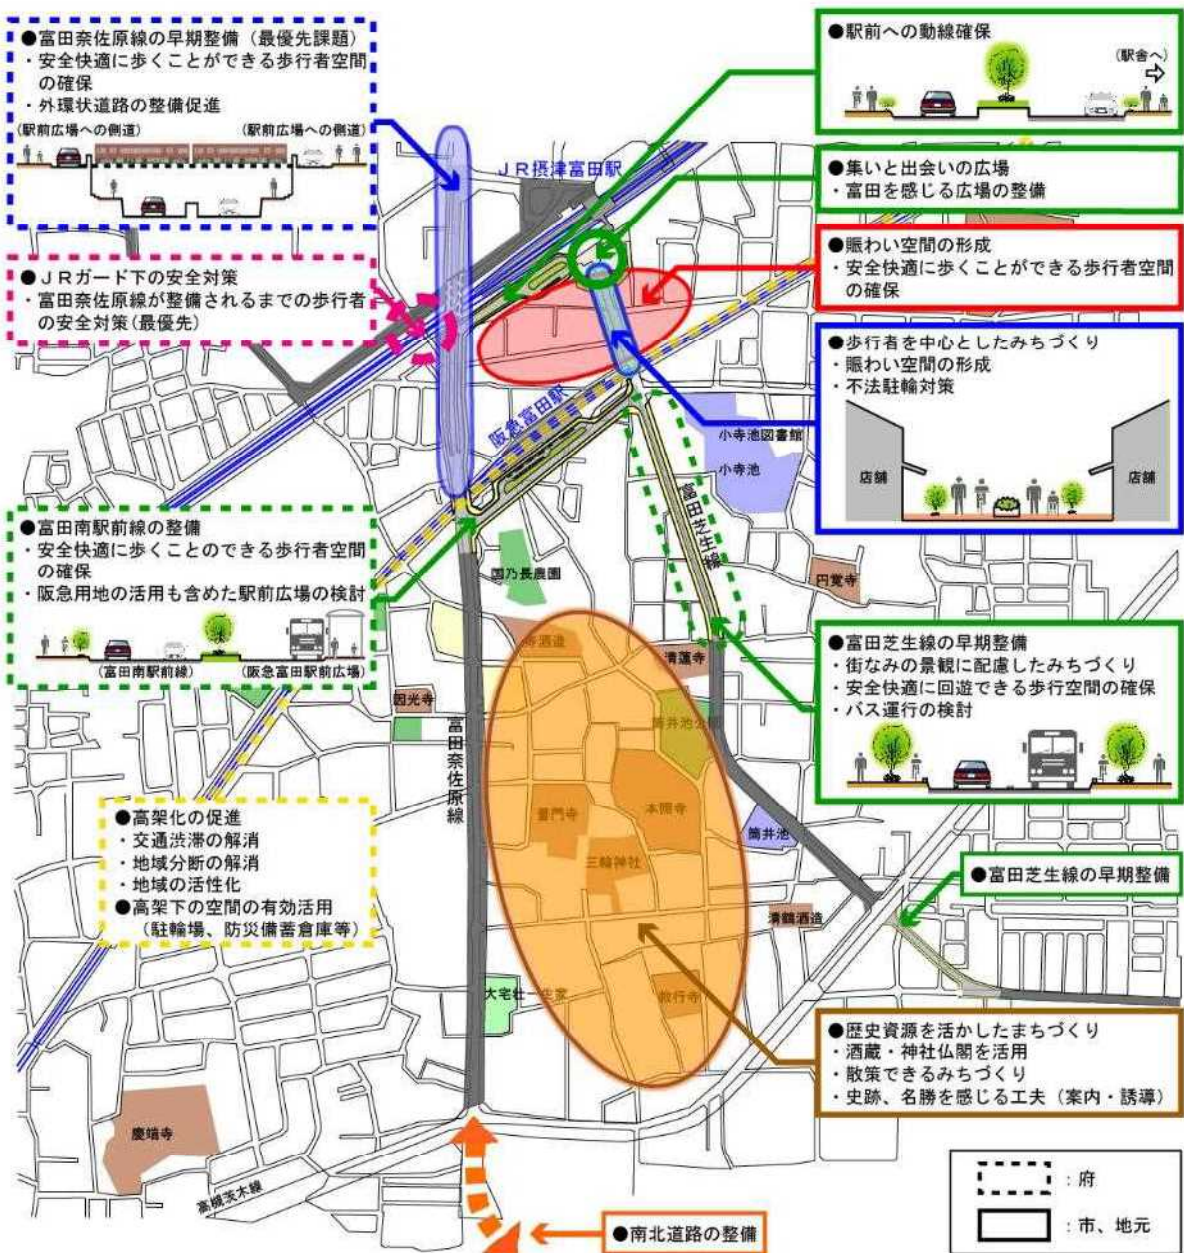 ●富田奈佐原線の早期整備（最優先課題）
・安全快適に歩くことができる歩行者空間
の確保
・外環状道路の整備促進
(駅前広場への側道)
(駅前広場への側道)
●ＪＲガード下の安全対策
・富田奈佐原線が整備されるまでの歩行者
の安全対策(最優先)
●富田南駅前線の整備
・安全快適に歩くことのできる歩行者空間
の確保
・阪急用地の活用も含めた駅前広場の検討
(富田南駅前線)
(阪急富田駅前広場)
●高架化の促進
・交通渋滞の解消
・地域分断の解消
・地域の活性化
●高架下の空間の有効活用
（駐輪場、防災備蓄倉庫等）
ＪＲ摂津富田駅
阪急富田駅
小寺池図書館
小寺池
富田芝生線
国乃長農園
円覚寺
寺酒造
清蓮寺
因光寺
筒井池公園
富田奈佐原線
普門寺
本照寺
筒井池
三輪神社
清鶴酒造
大宅壮一生家
教行寺
慶瑞寺
高槻茨木線
●駅前への動線確保
(駅舎へ)
●集いと出会いの広場
・富田を感じる広場の整備
●賑わい空間の形成
・安全快適に歩くことができる歩行者空間
の確保
●歩行者を中心としたみちづくり
・賑わい空間の形成
・不法駐輪対策
店舗
店舗
●富田芝生線の早期整備
・街なみの景観に配慮したみちづくり
・安全快適に回遊できる歩行空間の確保
・バス運行の検討
●富田芝生線の早期整備
●歴史資源を活かしたまちづくり
・酒蔵・神社仏閣を活用
・散策できるみちづくり
・史跡、名勝を感じる工夫（案内・誘導）
●南北道路の整備
：府
：市、地元